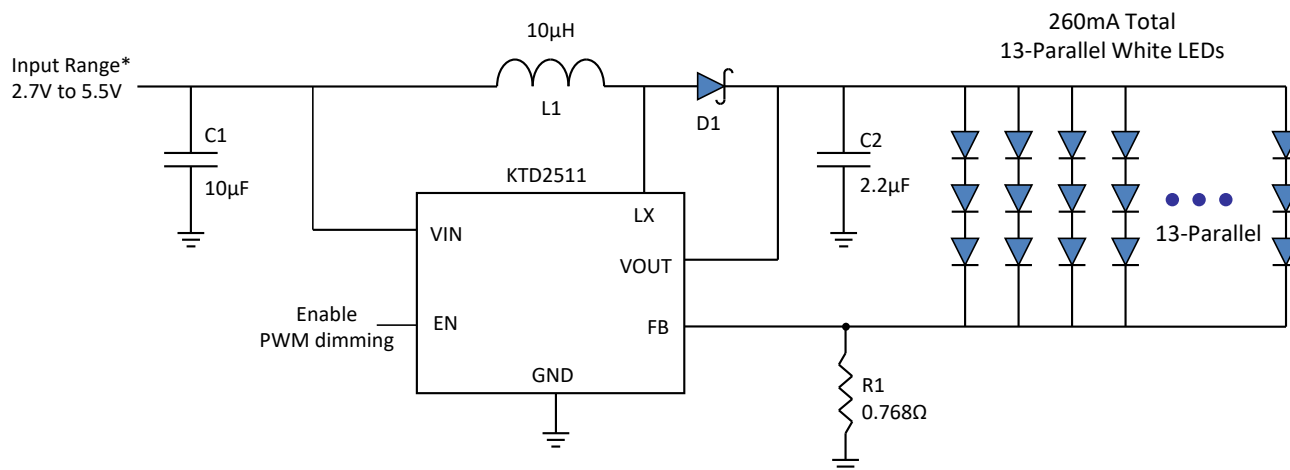 260mA Total
13-Parallel White LEDs
10µH
Input Range*
2.7V to 5.5V
L1
D1
C1
10µF
C2
2.2µF
KTD2511
LX
VIN
VOUT
13-Parallel
Enable
PWM dimming
EN
FB
GND
R1
0.768Ω